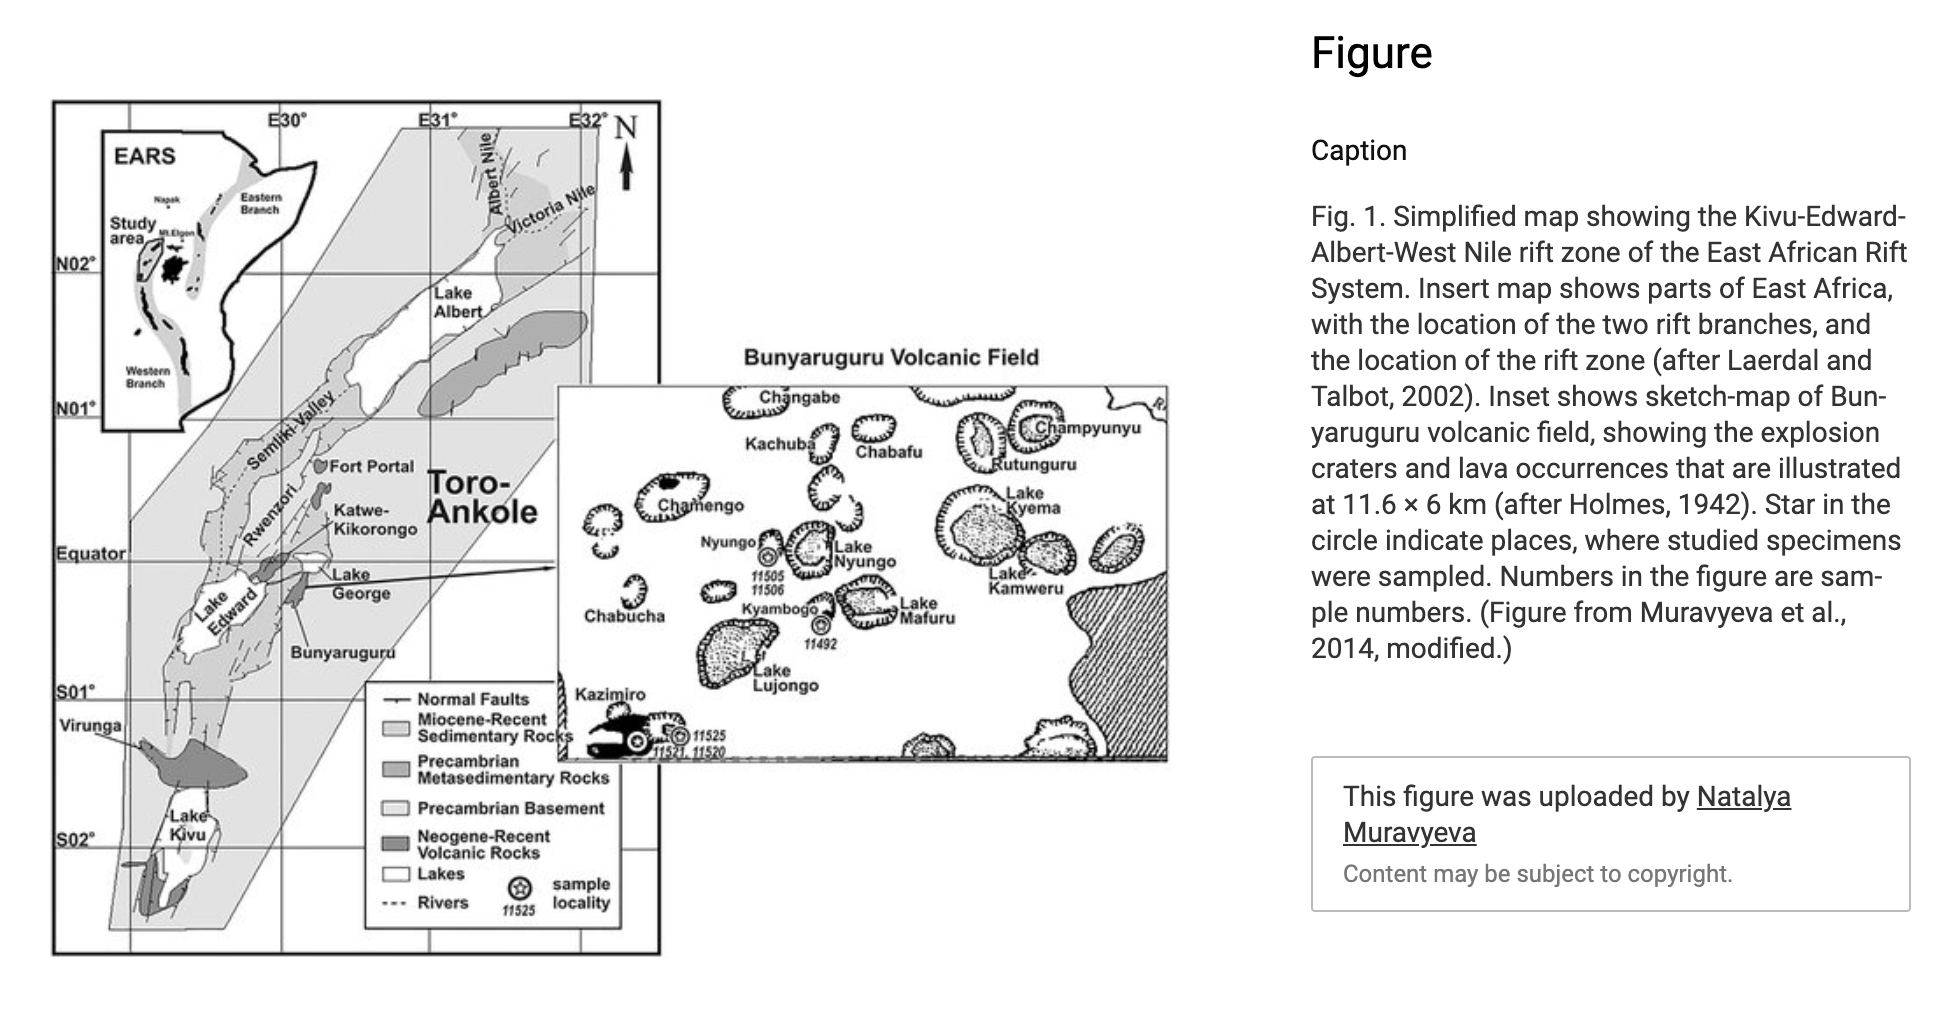 E30°
E31°
E32°
N
EARS
Napak
Eastern
Branch
Study
area
Mt.Elgon
Western
Branch
Albert Nile
Victoria Nile
N02°
Lake
Albert
N01°
Semliki-Valley
Fort Portal
Rwenzori
Toro-
Ankole
Katwe-
Kikorongo
Equator
Lake
George
Lake
Edward
Bunyaruguru
S01°
Virunga
Lake
Kivu
S02°
Normal Faults
Miocene-Recent
Sedimentary Rocks
Precambrian
Metasedimentary Rocks
Precambrian Basement
Neogene-Recent
Volcanic Rocks
Lakes
Rivers
11525
sample
locality
Bunyaruguru Volcanic Field
Changabe
Kachuba
Chabafu
Champyunyu
Rutunguru
Chamengo
Lake
Kyema
Nyungo
11505
11506
Lake
Nyungo
Lake
Kamweru
Chabucha
Kyambogo
11492
Lake
Mafuru
Lake
Lujongo
Kazimiro
11525
11521, 11520
Figure
Caption
Fig. 1. Simplified map showing the Kivu-Edward-
Albert-West Nile rift zone of the East African Rift
System. Insert map shows parts of East Africa,
with the location of the two rift branches, and
the location of the rift zone (after Laerdal and
Talbot, 2002). Inset shows sketch-map of Bun-
yaruguru volcanic field, showing the explosion
craters and lava occurrences that are illustrated
at 11.6 × 6 km (after Holmes, 1942). Star in the
circle indicate places, where studied specimens
were sampled. Numbers in the figure are sam-
ple numbers. (Figure from Muravyeva et al.,
2014, modified.)
This figure was uploaded by Natalya
Muravyeva
Content may be subject to copyright.